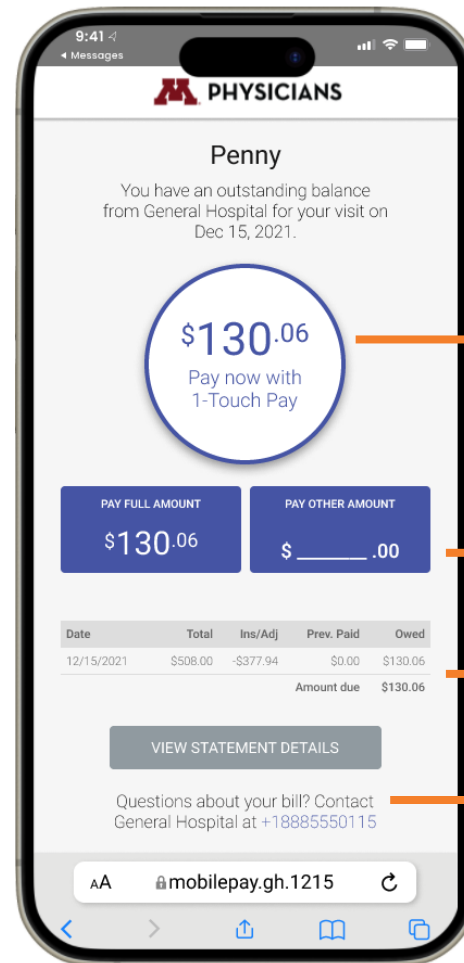 9:41
Messages
M PHYSICIANS
Penny
You have an outstanding balance
from General Hospital for your visit on
Dec 15, 2021.
$130.06
Pay now with
1-Touch Pay
PAY FULL AMOUNT
$130.06
PAY OTHER AMOUNT
$ ______ .00
Date Total Ins/Adj Prev. Paid Owed
12/15/2021 $508.00 -$377.94 $0.00 $130.06
Amount due $130.06
VIEW STATEMENT DETAILS
Questions about your bill? Contact
General Hospital at +18885550115
AA mobilepay.gh.1215